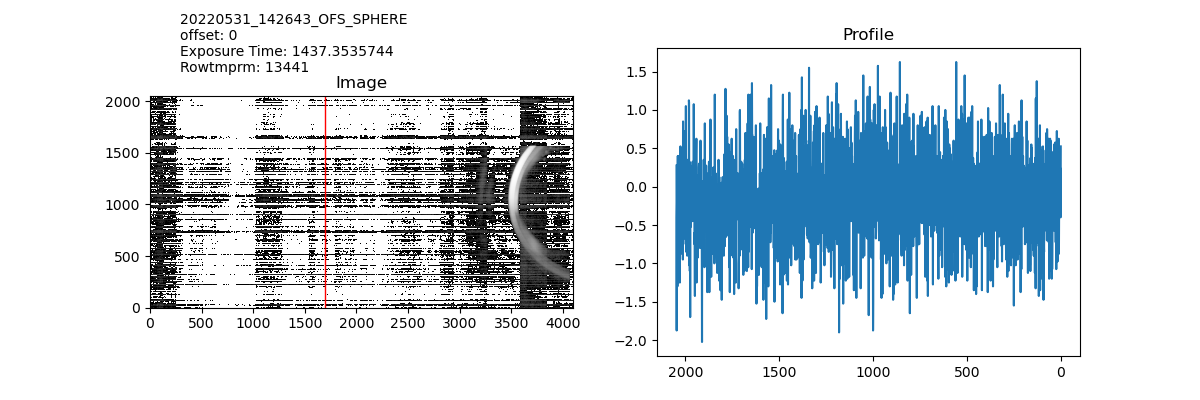 20220531_142643_OFS_SPHERE
offset: 0
Exposure Time: 1437.3535744
Rowtmprm: 13441
Image
2000
1500
1000
500
0
0 500 1000 1500 2000 2500 3000 3500 4000
Profile
1.5
1.0
0.5
0.0
−0.5
−1.0
−1.5
−2.0
2000 1500 1000 500 0